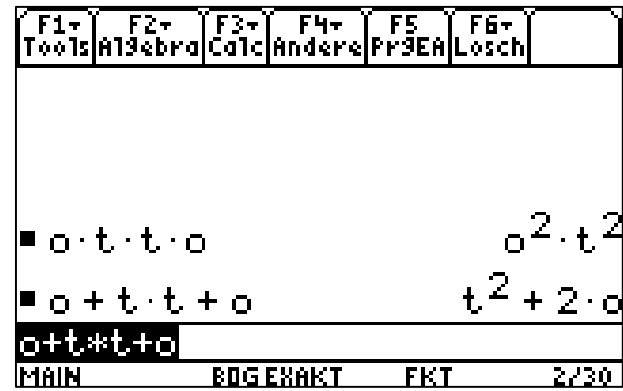 F1 F2 F3 F4 F5 F6
Tools Algebra Calc Andere PrgEA Lösch
o·t·t·o o²·t²
o+t·t+o t²+2·o
o+t*t+o
MAIN BOG EXAKT FKT 2/30